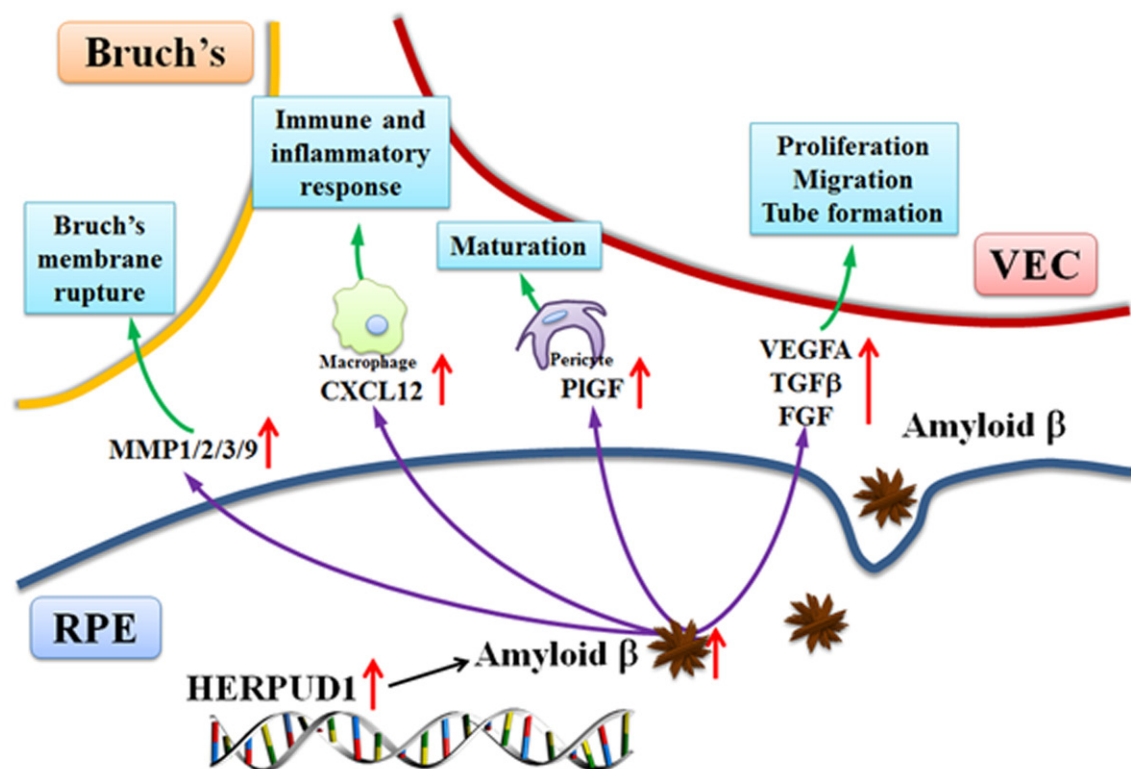 Bruch's
Immune and
inflammatory
response
Proliferation
Migration
Tube formation
Bruch's
membrane
rupture
Maturation
VEC
Macrophage
CXCL12
Pericyte
PlGF
VEGFA
TGFβ
FGF
Amyloid β
MMP1/2/3/9
RPE
Amyloid β
HERPUD1